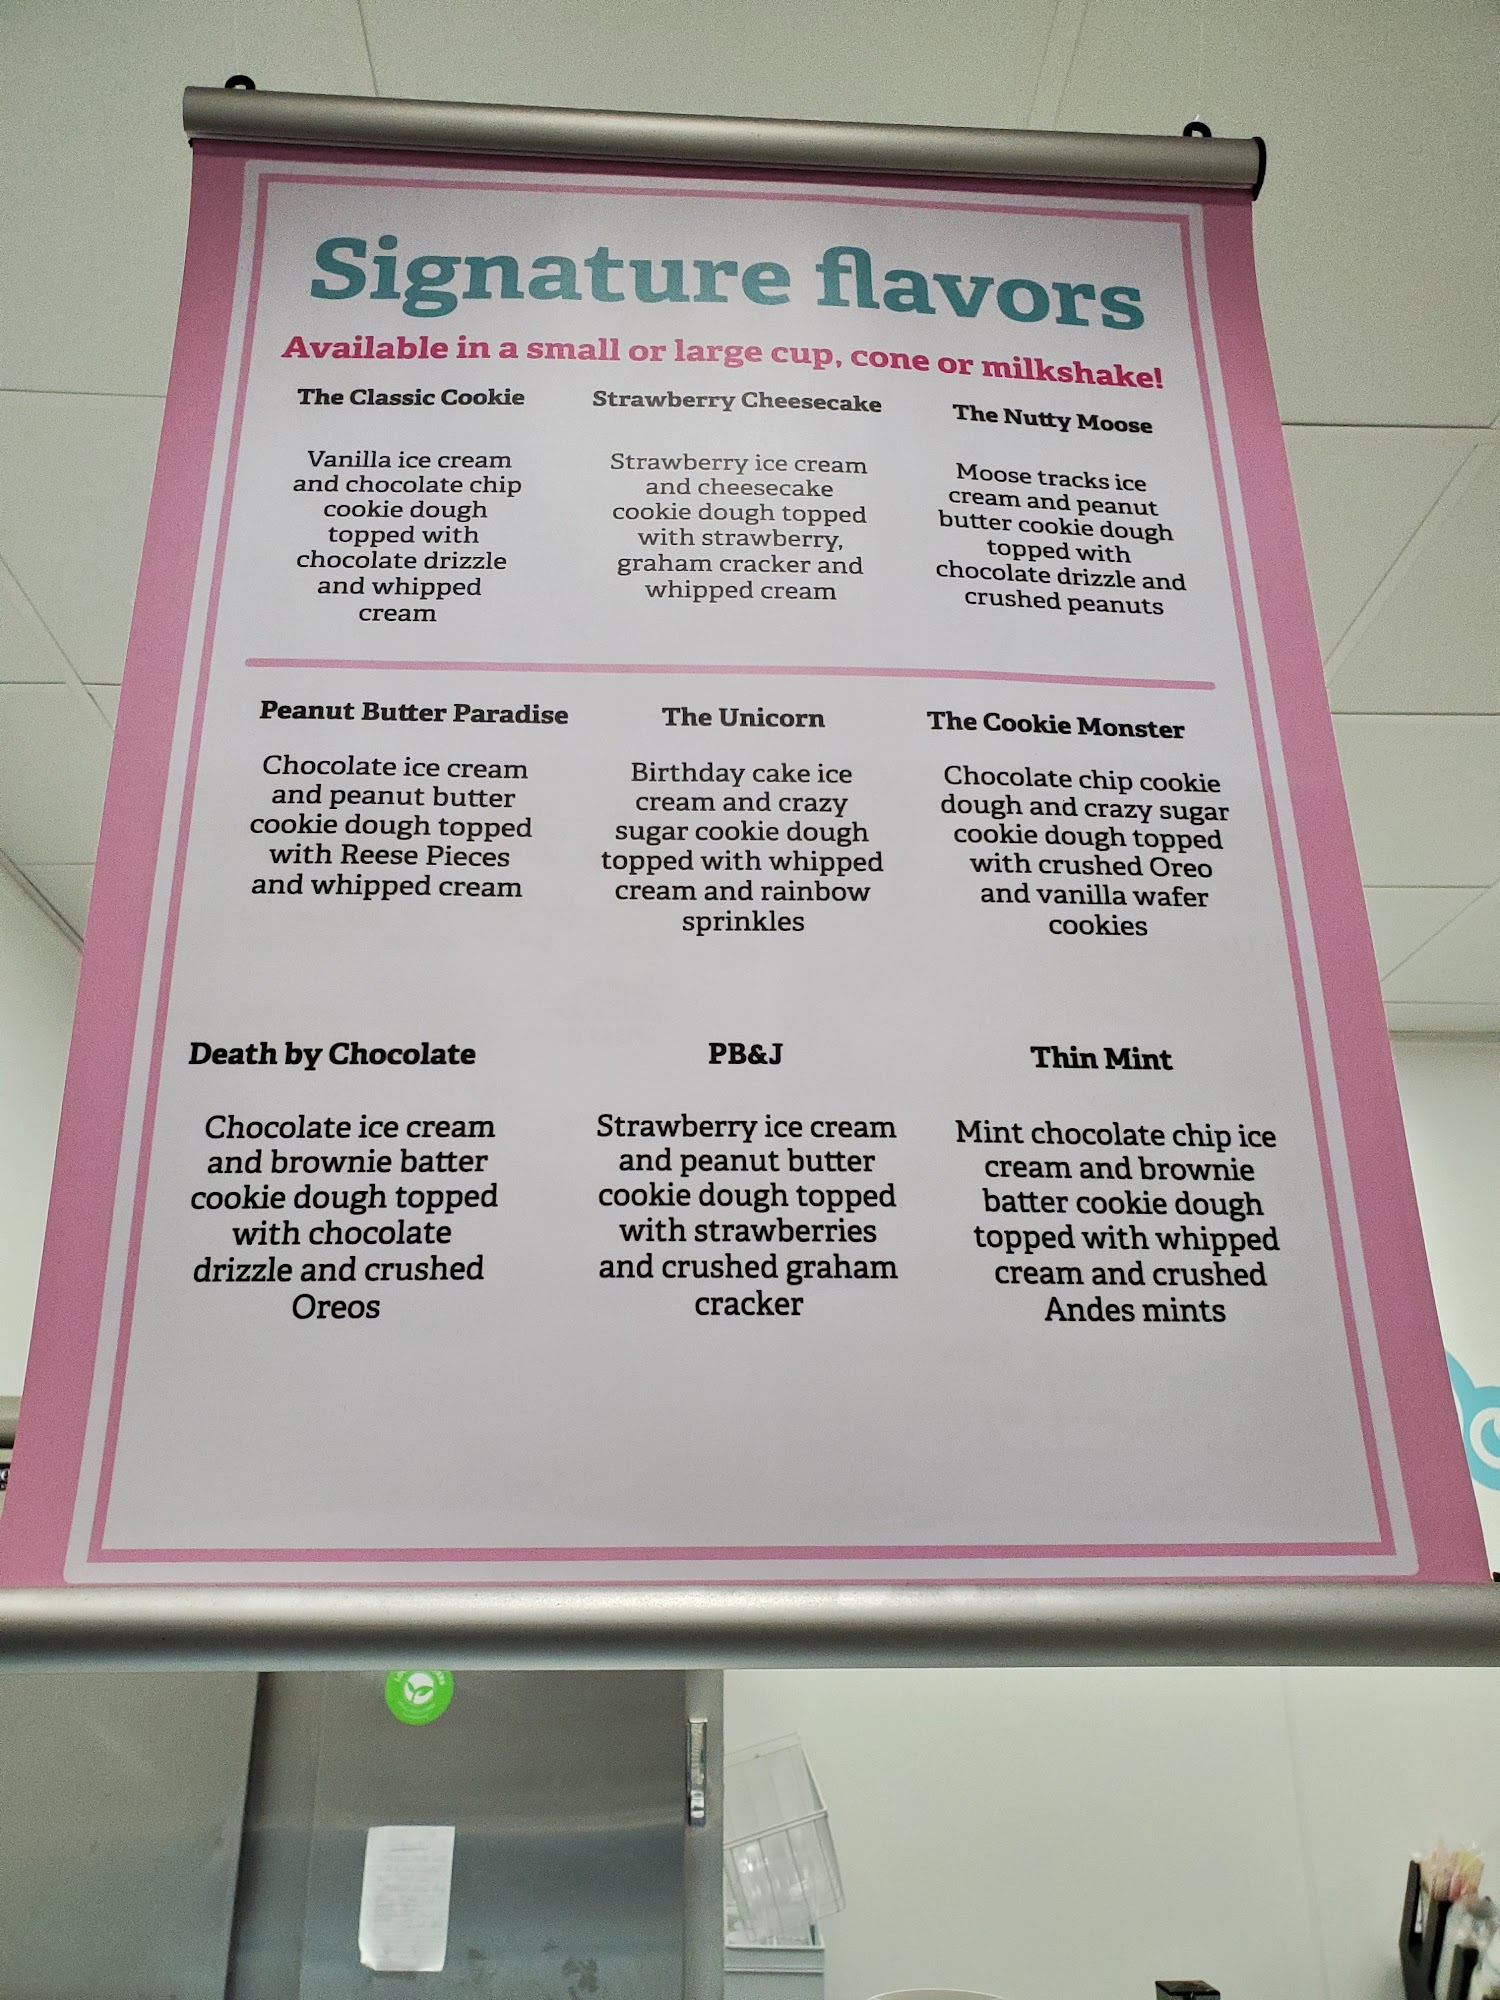 Signature flavors
Available in a small or large cup, cone or milkshake!
The Classic Cookie
Vanilla ice cream
and chocolate chip
cookie dough
topped with
chocolate drizzle
and whipped
cream
Strawberry Cheesecake
Strawberry ice cream
and cheesecake
cookie dough topped
with strawberry,
graham cracker and
whipped cream
The Nutty Moose
Moose tracks ice
cream and peanut
butter cookie dough
topped with
chocolate drizzle and
crushed peanuts
Peanut Butter Paradise
Chocolate ice cream
and peanut butter
cookie dough topped
with Reese Pieces
and whipped cream
The Unicorn
Birthday cake ice
cream and crazy
sugar cookie dough
topped with whipped
cream and rainbow
sprinkles
The Cookie Monster
Chocolate chip cookie
dough and crazy sugar
cookie dough topped
with crushed Oreo
and vanilla wafer
cookies
Death by Chocolate
Chocolate ice cream
and brownie batter
cookie dough topped
with chocolate
drizzle and crushed
Oreos
PB&J
Strawberry ice cream
and peanut butter
cookie dough topped
with strawberries
and crushed graham
cracker
Thin Mint
Mint chocolate chip ice
cream and brownie
batter cookie dough
topped with whipped
cream and crushed
Andes mints